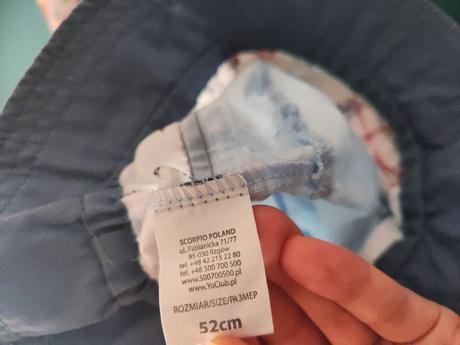 SCORPIO POLAND
ul. Pabianicka 71/77
95-030 Rzgów
tel. +48 42 215 22 80
tel. +48 500 700 500
www.500700500.pl
www.YoClub.pl
ROZMIAR/SIZE/РАЗМЕР
52cm